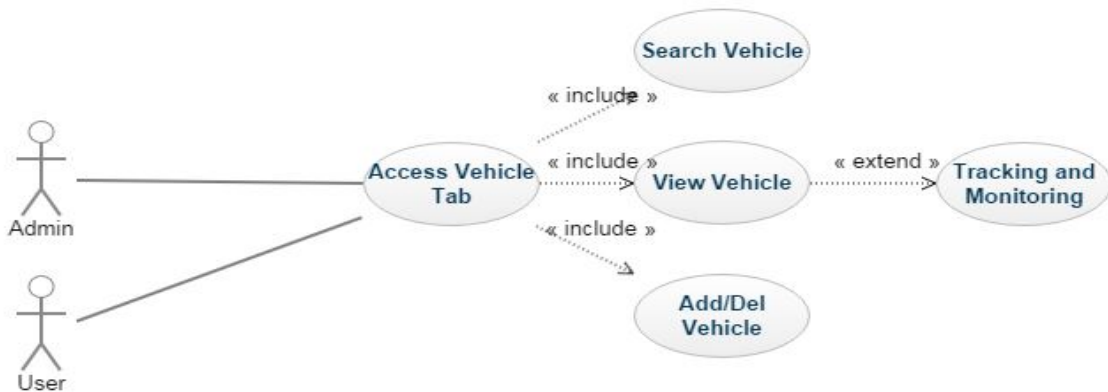 Search Vehicle
« include »
Admin
Access Vehicle
Tab
« include »
View Vehicle
« extend »
Tracking and
Monitoring
« include »
Add/Del
Vehicle
User